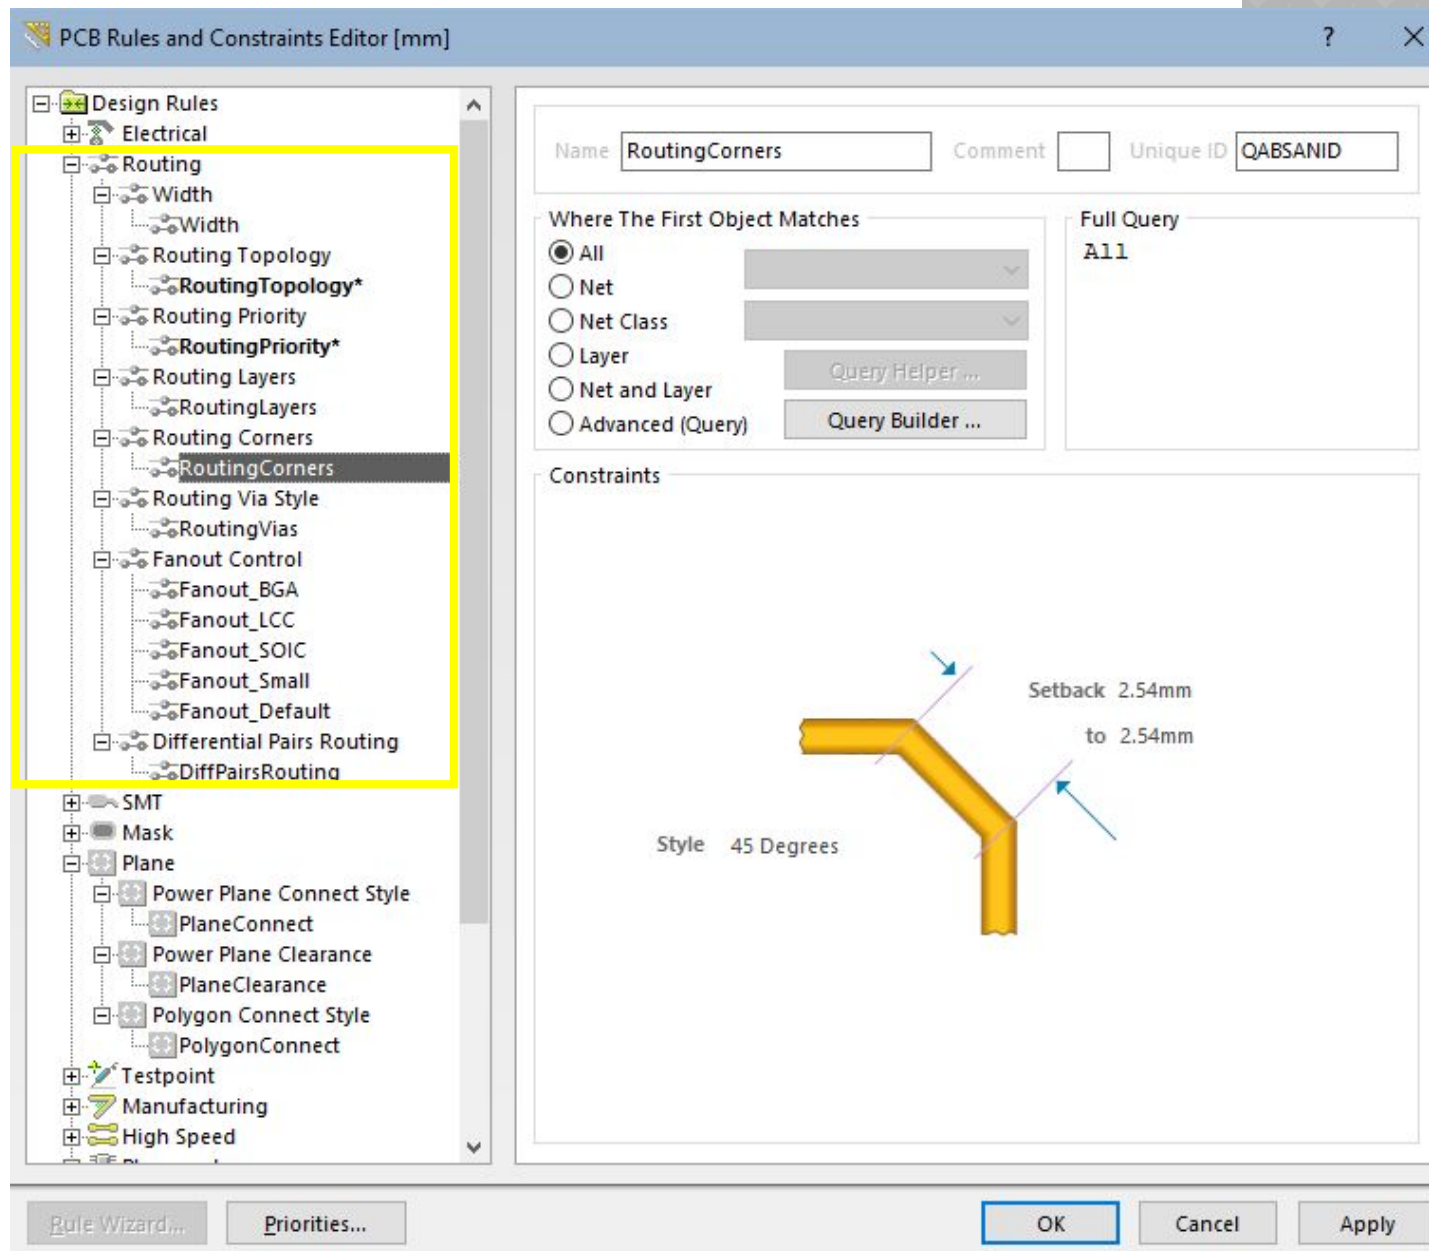 PCB Rules and Constraints Editor [mm]
?
Design Rules
Electrical
Routing
Width
Width
Routing Topology
RoutingTopology*
Routing Priority
RoutingPriority*
Routing Layers
RoutingLayers
Routing Corners
RoutingCorners
Routing Via Style
RoutingVias
Fanout Control
Fanout_BGA
Fanout_LCC
Fanout_SOIC
Fanout_Small
Fanout_Default
Differential Pairs Routing
DiffPairsRouting
SMT
Mask
Plane
Power Plane Connect Style
PlaneConnect
Power Plane Clearance
PlaneClearance
Polygon Connect Style
PolygonConnect
Testpoint
Manufacturing
High Speed
Name RoutingCorners Comment Unique ID QABSANID
Where The First Object Matches
All
Net
Net Class
Layer
Net and Layer
Advanced (Query)
Query Helper ...
Query Builder ...
Full Query
All
Constraints
Setback 2.54mm
to 2.54mm
Style 45 Degrees
Rule Wizard... Priorities... OK Cancel Apply